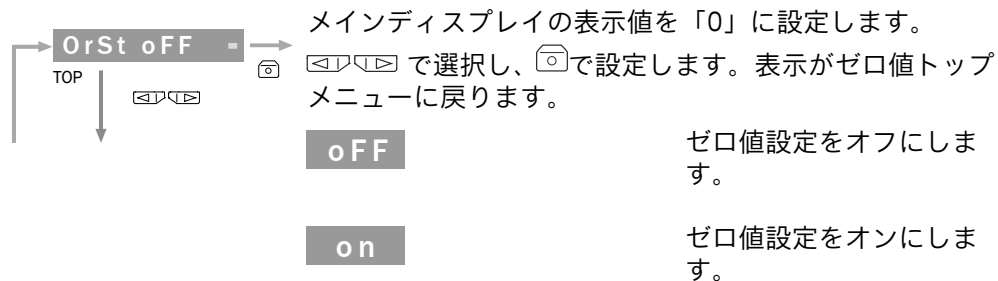 メインディスプレイの表示値を「0」に設定します。
OrSt oFF
TOP
で選択し、で設定します。表示がゼロ値トップ
メニューに戻ります。
oFF
ゼロ値設定をオフにしま
す。
on
ゼロ値設定をオンにしま
す。